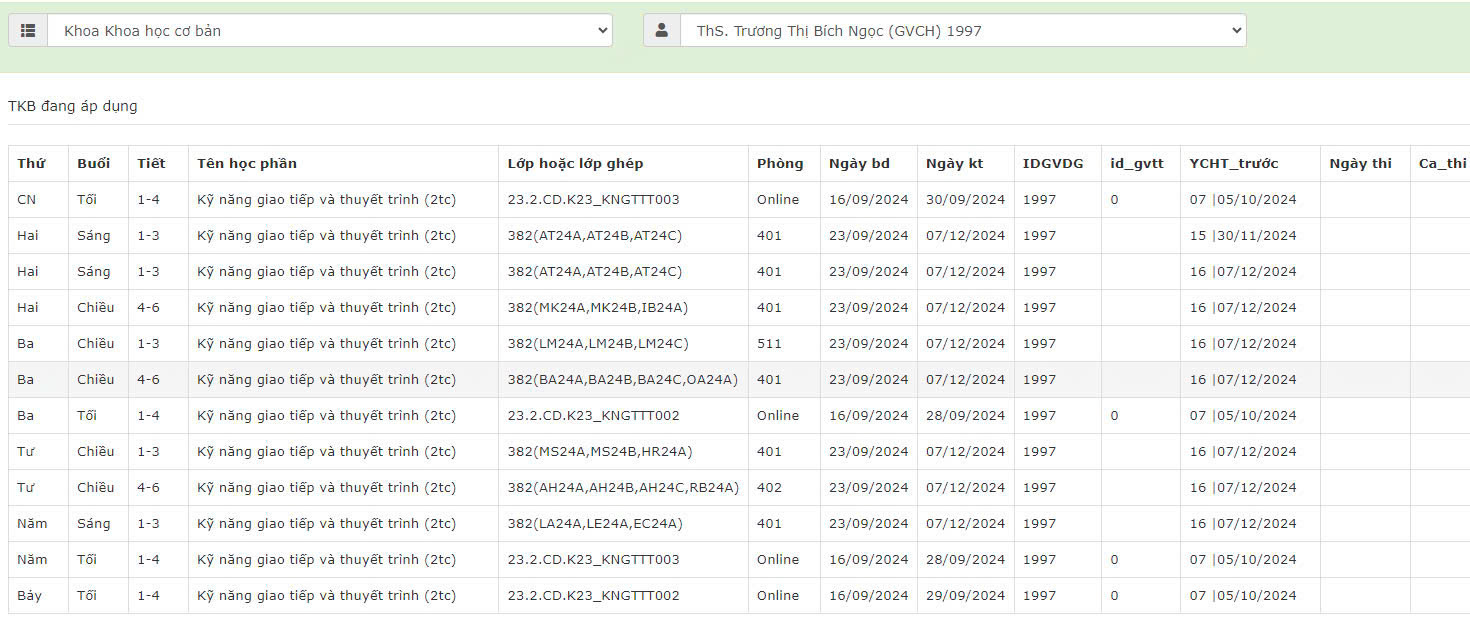 Khoa Khoa học cơ bản ThS. Trương Thị Bích Ngọc (GVCH) 1997
TKB đang áp dụng
Thứ Buổi Tiết Tên học phần Lớp hoặc lớp ghép Phòng Ngày bd Ngày kt IDGVDG id_gvtt YCHT_trước Ngày thi Ca_thi
CN Tối 1-4 Kỹ năng giao tiếp và thuyết trình (2tc) 23.2.CD.K23_KNGTTT003 Online 16/09/2024 30/09/2024 1997 0 07 |05/10/2024
Hai Sáng 1-3 Kỹ năng giao tiếp và thuyết trình (2tc) 382(AT24A,AT24B,AT24C) 401 23/09/2024 07/12/2024 1997 15 |30/11/2024
Hai Sáng 1-3 Kỹ năng giao tiếp và thuyết trình (2tc) 382(AT24A,AT24B,AT24C) 401 23/09/2024 07/12/2024 1997 16 |07/12/2024
Hai Chiều 4-6 Kỹ năng giao tiếp và thuyết trình (2tc) 382(MK24A,MK24B,IB24A) 401 23/09/2024 07/12/2024 1997 16 |07/12/2024
Ba Chiều 1-3 Kỹ năng giao tiếp và thuyết trình (2tc) 382(LM24A,LM24B,LM24C) 511 23/09/2024 07/12/2024 1997 16 |07/12/2024
Ba Chiều 4-6 Kỹ năng giao tiếp và thuyết trình (2tc) 382(BA24A,BA24B,BA24C,OA24A) 401 23/09/2024 07/12/2024 1997 16 |07/12/2024
Ba Tối 1-4 Kỹ năng giao tiếp và thuyết trình (2tc) 23.2.CD.K23_KNGTTT002 Online 16/09/2024 28/09/2024 1997 0 07 |05/10/2024
Tư Chiều 1-3 Kỹ năng giao tiếp và thuyết trình (2tc) 382(MS24A,MS24B,HR24A) 401 23/09/2024 07/12/2024 1997 16 |07/12/2024
Tư Chiều 4-6 Kỹ năng giao tiếp và thuyết trình (2tc) 382(AH24A,AH24B,AH24C,RB24A) 402 23/09/2024 07/12/2024 1997 16 |07/12/2024
Năm Sáng 1-3 Kỹ năng giao tiếp và thuyết trình (2tc) 382(LA24A,LE24A,EC24A) 401 23/09/2024 07/12/2024 1997 16 |07/12/2024
Năm Tối 1-4 Kỹ năng giao tiếp và thuyết trình (2tc) 23.2.CD.K23_KNGTTT003 Online 16/09/2024 28/09/2024 1997 0 07 |05/10/2024
Bảy Tối 1-4 Kỹ năng giao tiếp và thuyết trình (2tc) 23.2.CD.K23_KNGTTT002 Online 16/09/2024 29/09/2024 1997 0 07 |05/10/2024